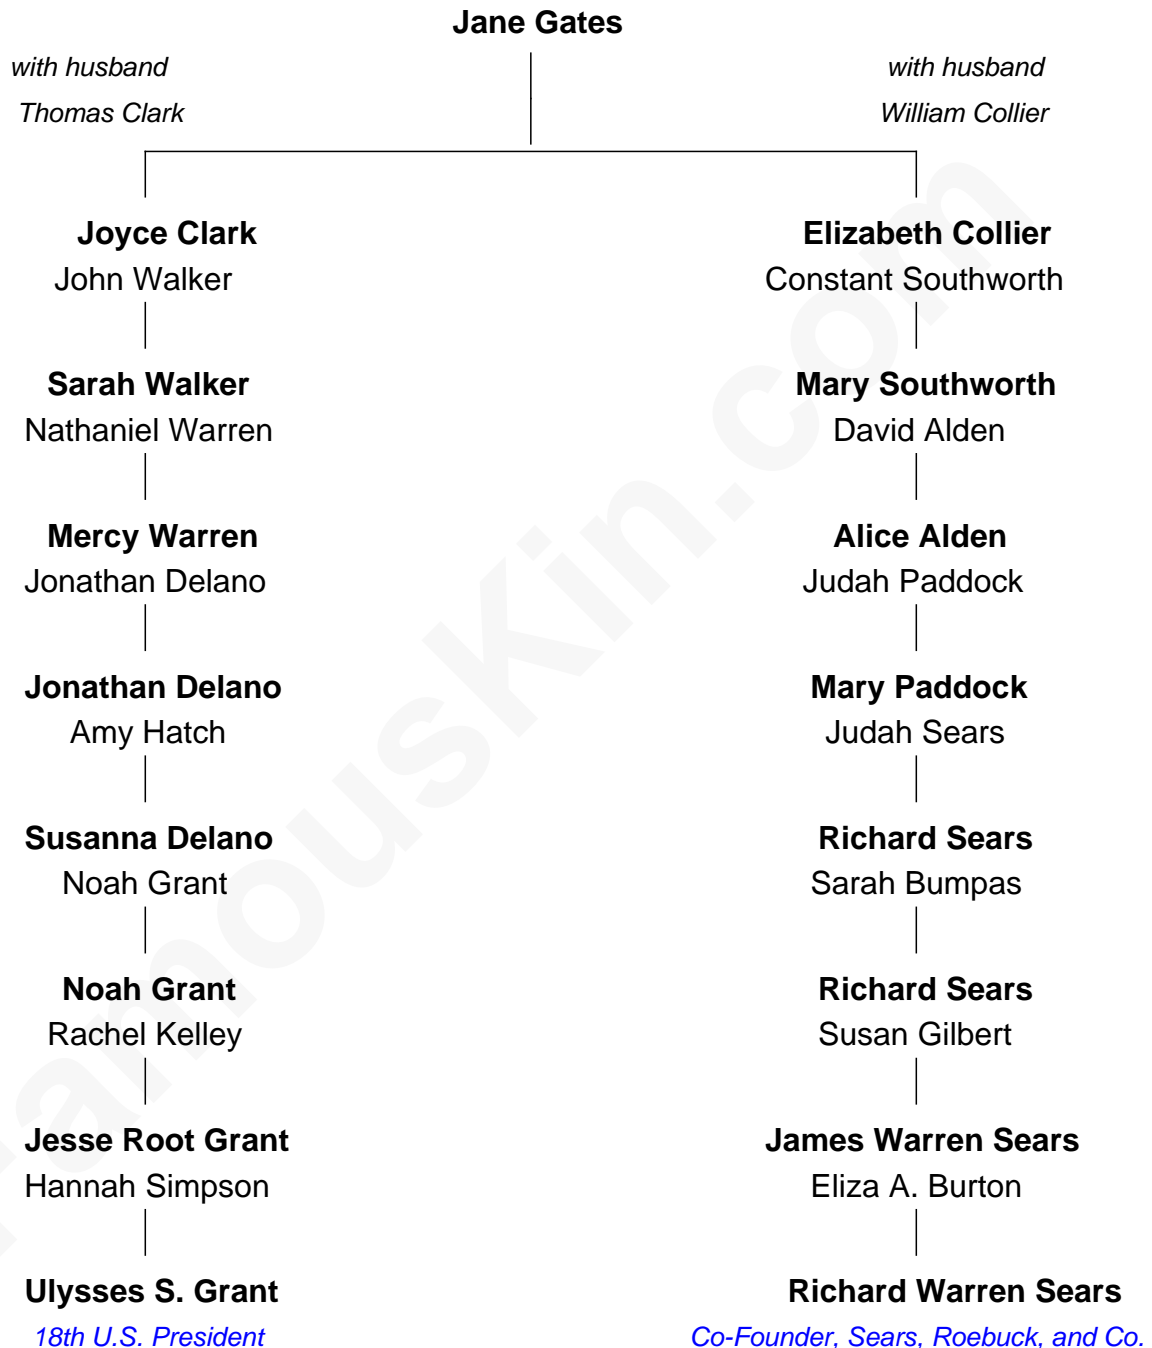 Jane Gates
with husband
Thomas Clark
with husband
William Collier
Joyce Clark
John Walker
Elizabeth Collier
Constant Southworth
Sarah Walker
Nathaniel Warren
Mary Southworth
David Alden
Mercy Warren
Jonathan Delano
Alice Alden
Judah Paddock
Jonathan Delano
Amy Hatch
Mary Paddock
Judah Sears
Susanna Delano
Noah Grant
Richard Sears
Sarah Bumpas
Noah Grant
Rachel Kelley
Richard Sears
Susan Gilbert
Jesse Root Grant
Hannah Simpson
James Warren Sears
Eliza A. Burton
Ulysses S. Grant
18th U.S. President
Richard Warren Sears
Co-Founder, Sears, Roebuck, and Co.
FamousKin.com